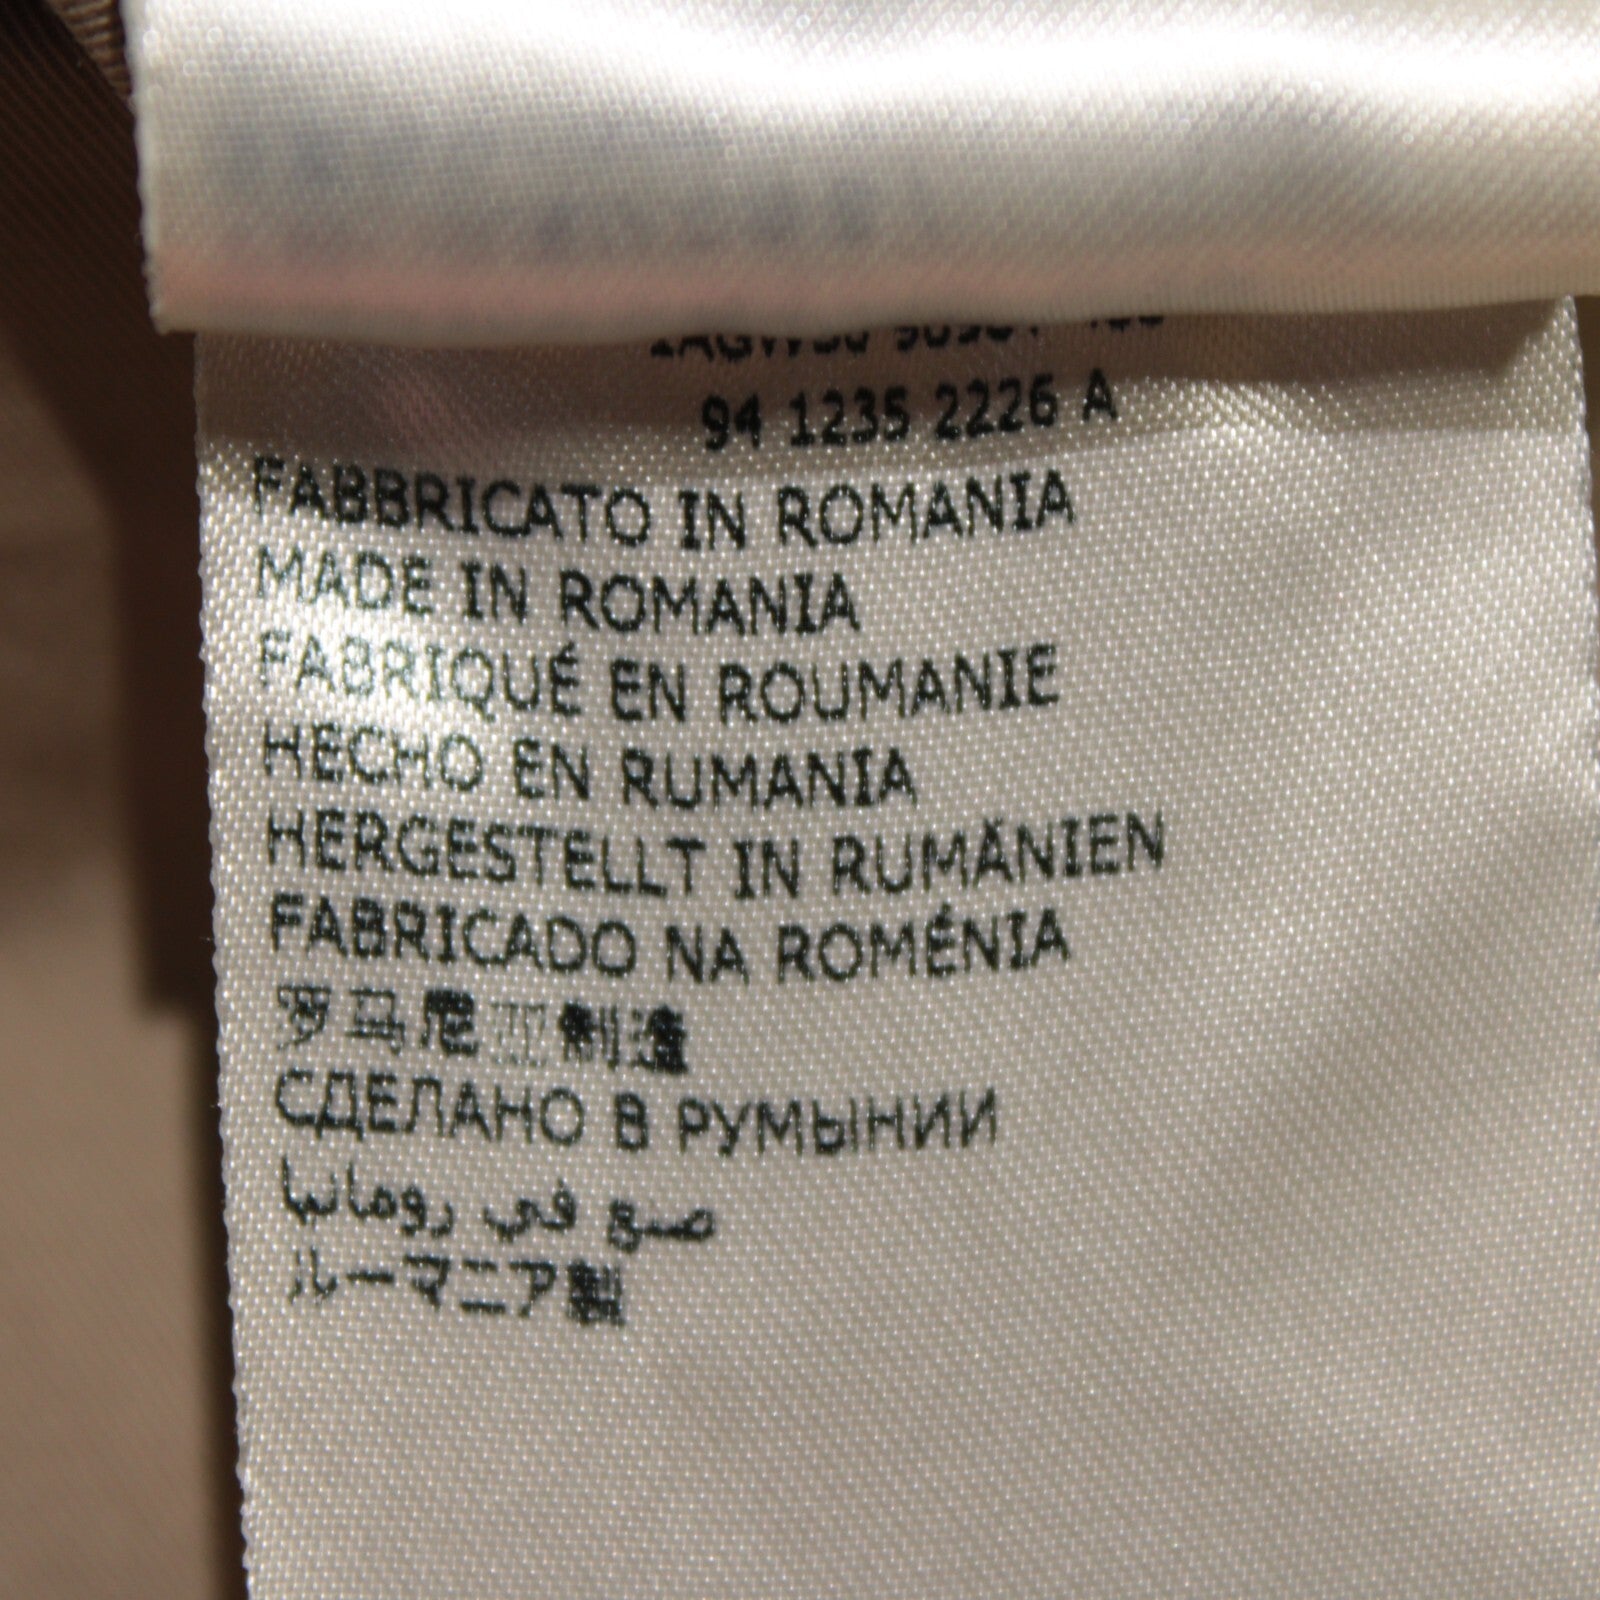 94 1235 2226 A
FABBRICATO IN ROMANIA
MADE IN ROMANIA
FABRIQUÉ EN ROUMANIE
HECHO EN RUMANIA
HERGESTELLT IN RUMÄNIEN
FABRICADO NA ROMÉNIA
罗马尼亚制造
СДЕЛАНО В РУМЫНИИ
صنع في رومانيا
ルーマニア製